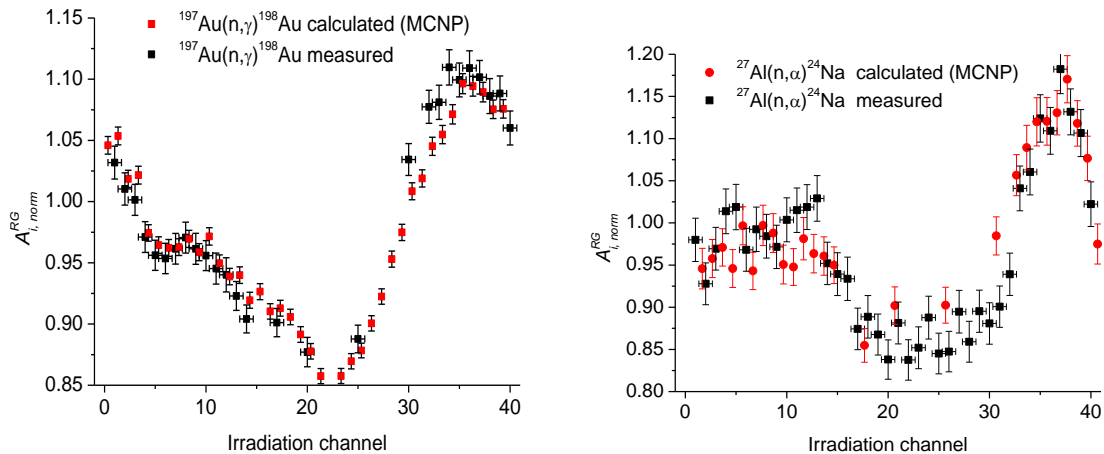 ¹⁹⁷Au(n,γ)¹⁹⁸Au calculated (MCNP)
¹⁹⁷Au(n,γ)¹⁹⁸Au measured
1.15
1.10
1.05
1.00
0.95
0.90
0.85
A^{RG}_{i, norm}
0 10 20 30 40
Irradiation channel
²⁷Al(n,α)²⁴Na calculated (MCNP)
²⁷Al(n,α)²⁴Na measured
1.20
1.15
1.10
1.05
1.00
0.95
0.90
0.85
0.80
A^{RG}_{i, norm}
0 10 20 30 40
Irradiation channel